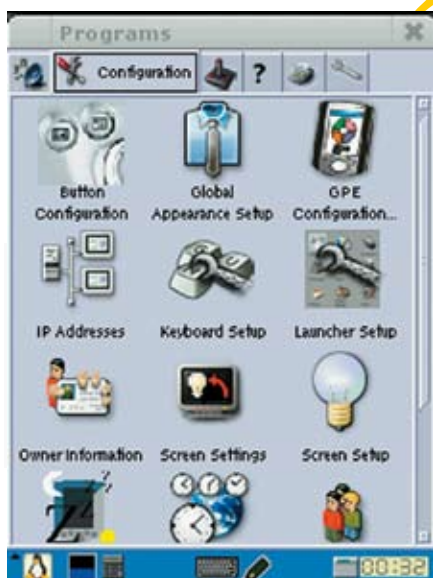 Programs
Configuration
?
Button
Configuration
Global
Appearance Setup
GPE
Configuration...
IP Addresses
Keyboard Setup
Launcher Setup
Owner Information
Screen Settings
Screen Setup
00:32